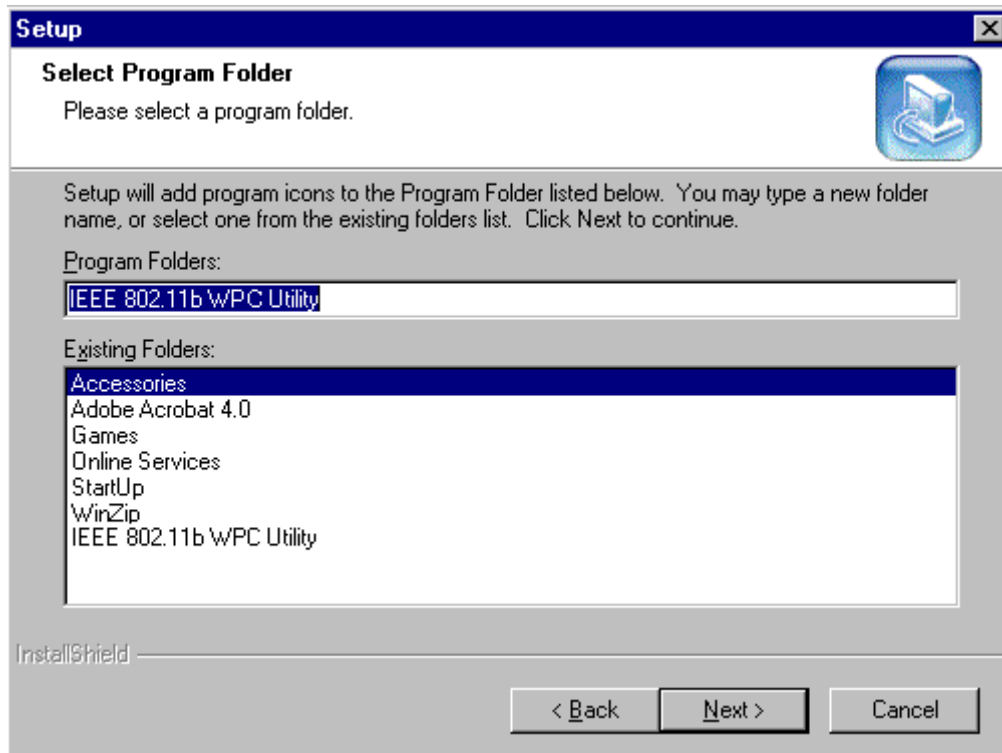 Setup
Select Program Folder
Please select a program folder.
Setup will add program icons to the Program Folder listed below. You may type a new folder
name, or select one from the existing folders list. Click Next to continue.
Program Folders:
IEEE 802.11b WPC Utility
Existing Folders:
Accessories
Adobe Acrobat 4.0
Games
Online Services
StartUp
WinZip
IEEE 802.11b WPC Utility
InstallShield
< Back
Next >
Cancel